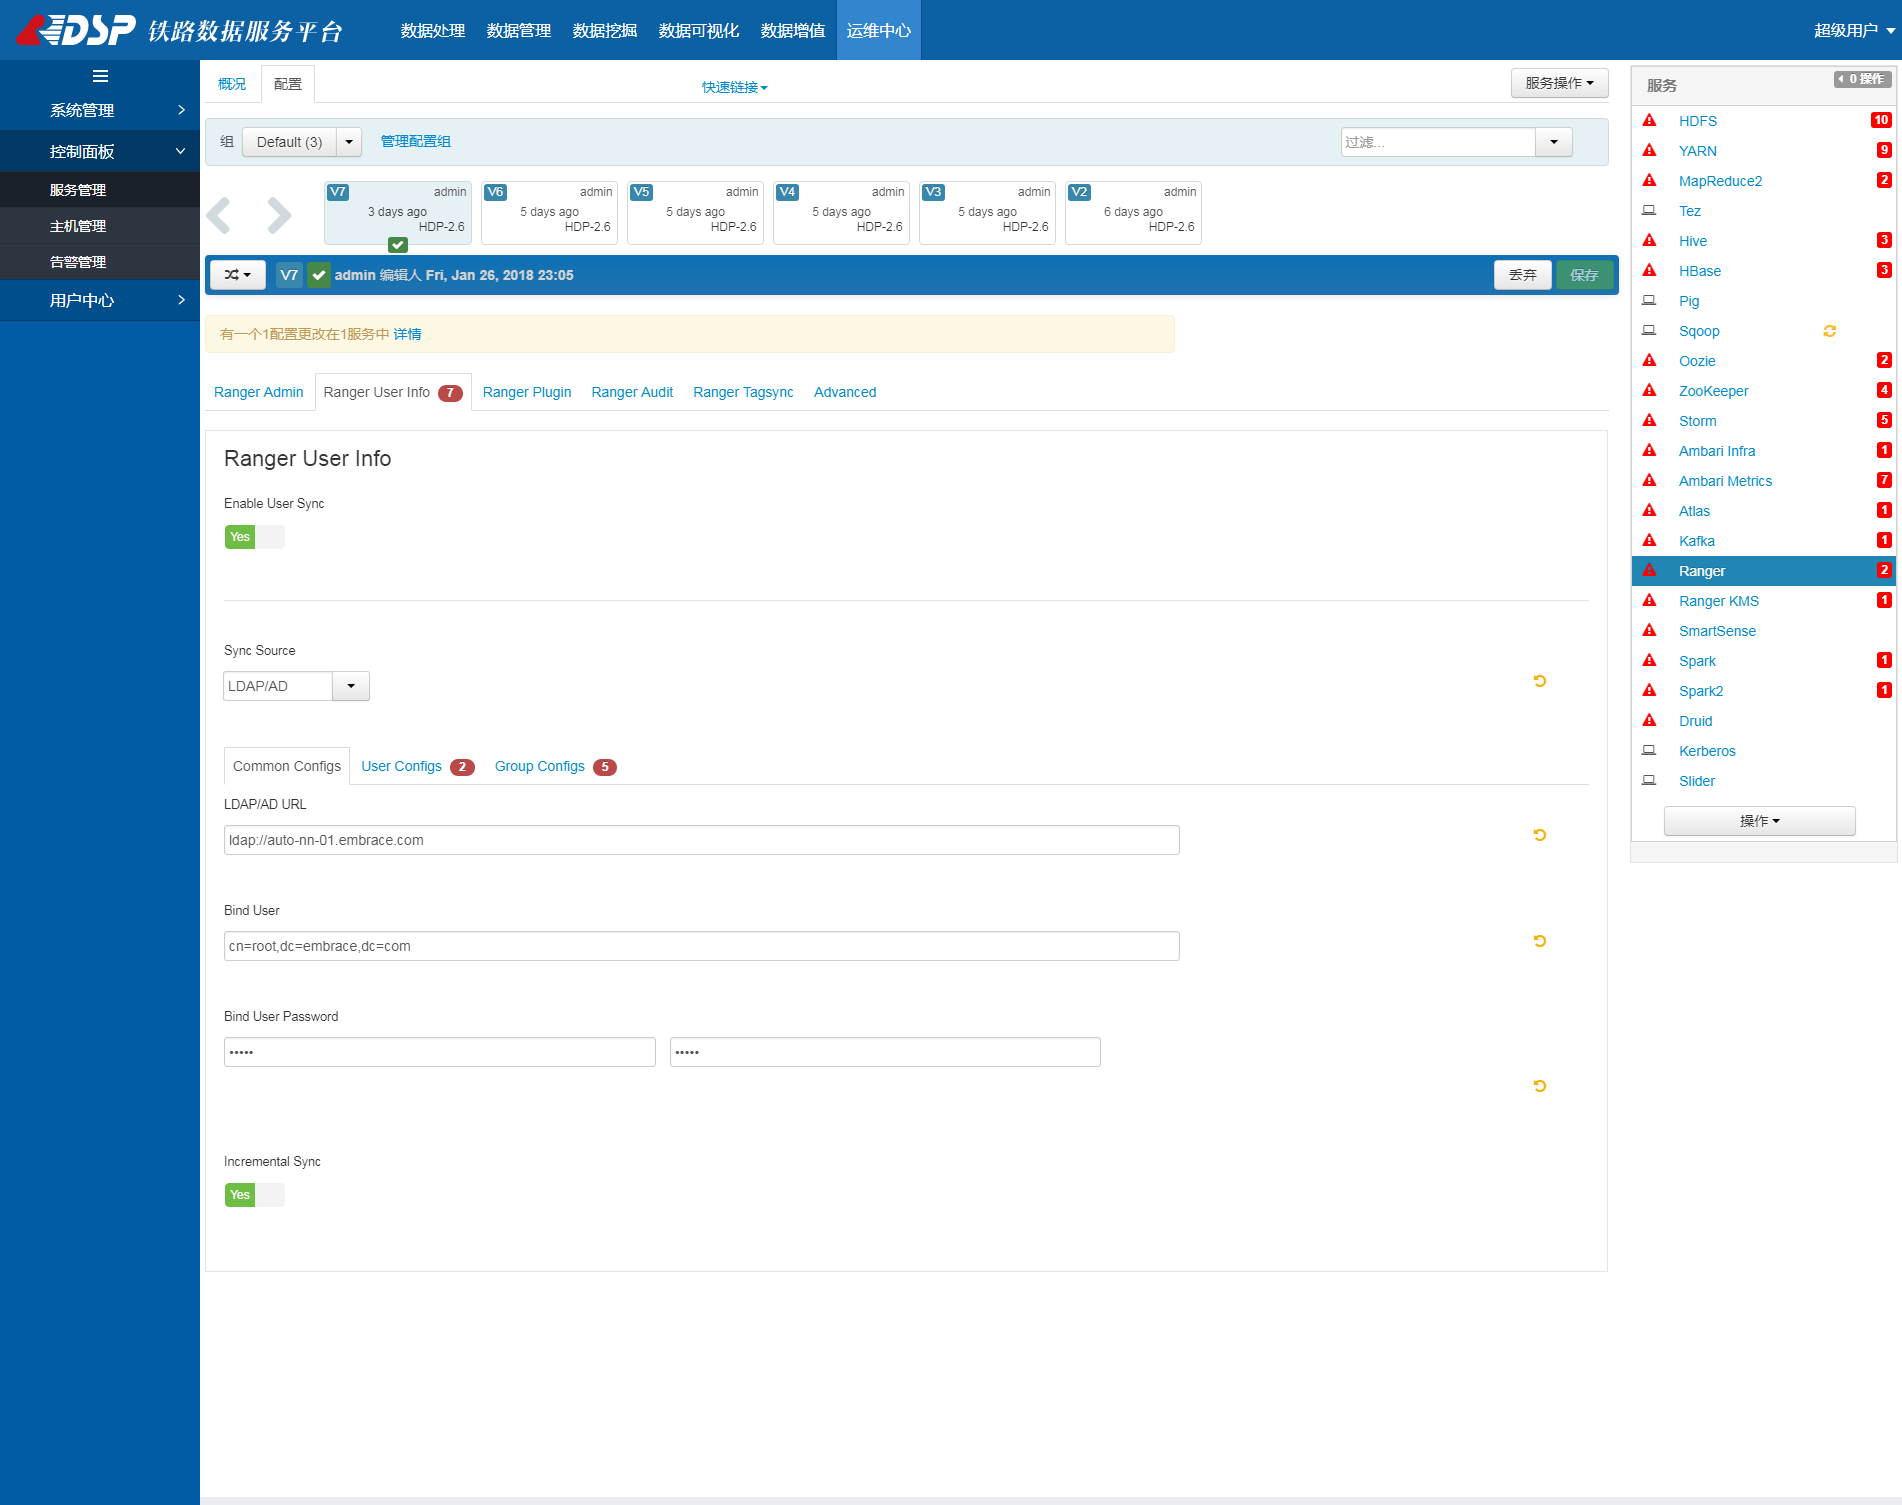 DSP 铁路数据服务平台 数据处理 数据管理 数据挖掘 数据可视化 数据增值 运维中心 超级用户
系统管理
控制面板
服务管理
主机管理
告警管理
用户中心
概况 配置 快速链接 服务操作
组 Default (3) 管理配置组 过滤...
V7 admin
3 days ago
HDP-2.6
V6 admin
5 days ago
HDP-2.6
V5 admin
5 days ago
HDP-2.6
V4 admin
5 days ago
HDP-2.6
V3 admin
5 days ago
HDP-2.6
V2 admin
6 days ago
HDP-2.6
V7 admin 编辑人 Fri, Jan 26, 2018 23:05 丢弃 保存
有一个1配置更改在1服务中 详情
Ranger Admin Ranger User Info 7 Ranger Plugin Ranger Audit Ranger Tagsync Advanced
Ranger User Info
Enable User Sync
Yes
Sync Source
LDAP/AD
Common Configs User Configs 2 Group Configs 5
LDAP/AD URL
ldap://auto-nn-01.embrace.com
Bind User
cn=root,dc=embrace,dc=com
Bind User Password
••••• •••••
Incremental Sync
Yes
服务 0 操作
HDFS 10
YARN 9
MapReduce2 2
Tez
Hive 3
HBase 3
Pig
Sqoop
Oozie 2
ZooKeeper 4
Storm 5
Ambari Infra 1
Ambari Metrics 7
Atlas 1
Kafka 1
Ranger 2
Ranger KMS 1
SmartSense
Spark 1
Spark2 1
Druid
Kerberos
Slider
操作